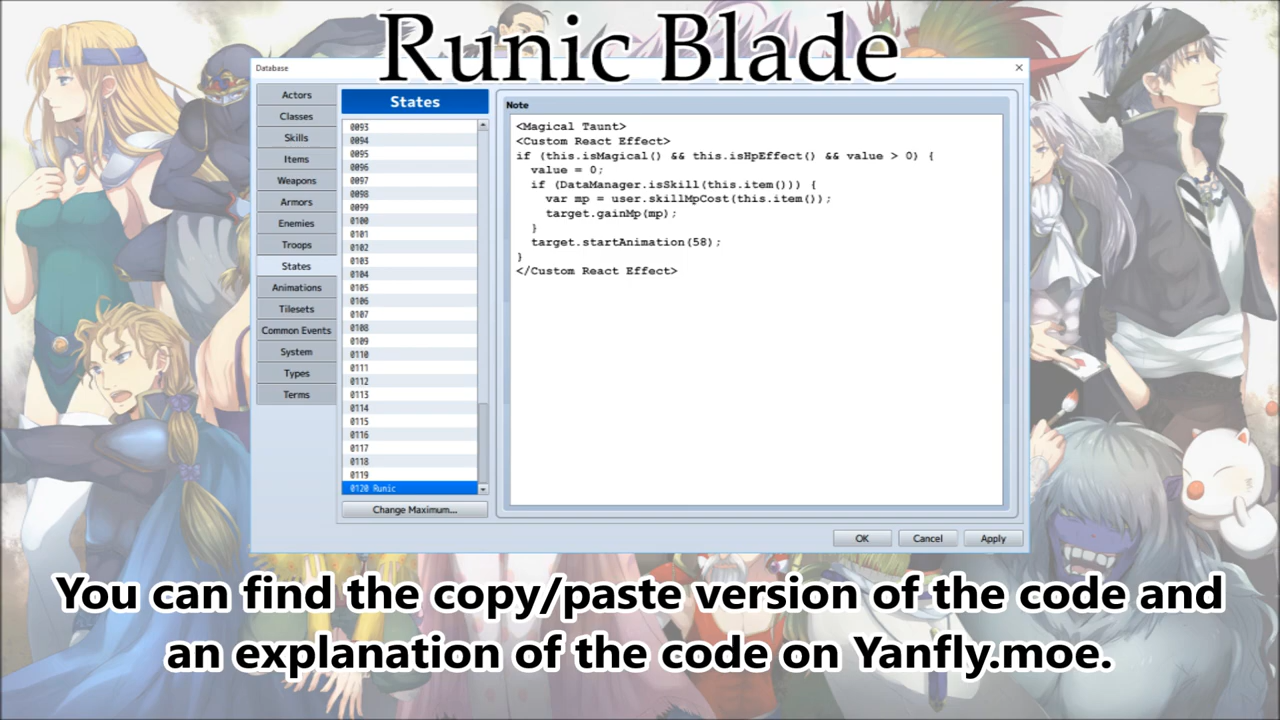 Runic Blade
Database
Actors
Classes
Skills
Items
Weapons
Armors
Enemies
Troops
States
Animations
Tilesets
Common Events
System
Types
Terms
States
0093
0094
0095
0096
0097
0098
0099
0100
0101
0102
0103
0104
0105
0106
0107
0108
0109
0110
0111
0112
0113
0114
0115
0116
0117
0118
0119
0120 Runic
Change Maximum...
Note
<Magical Taunt>
<Custom React Effect>
if (this.isMagical() && this.isHpEffect() && value > 0) {
  value = 0;
  if (DataManager.isSkill(this.item())) {
    var mp = user.skillMpCost(this.item());
    target.gainMp(mp);
  }
  target.startAnimation(58);
}
</Custom React Effect>
OK
Cancel
Apply
You can find the copy/paste version of the code and
an explanation of the code on Yanfly.moe.